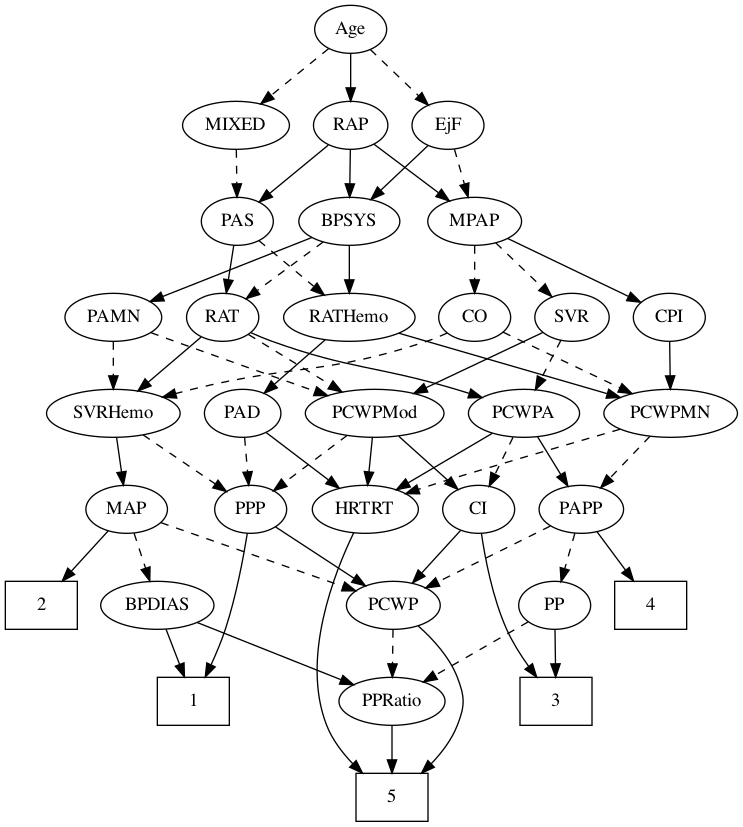 Age
MIXED RAP EjF
PAS BPSYS MPAP
PAMN RAT RATHemo CO SVR CPI
SVRHemo PAD PCWPMod PCWPA PCWPMN
MAP PPP HRTRT CI PAPP
2 BPDIAS PCWP PP 4
1 PPRatio 3
5